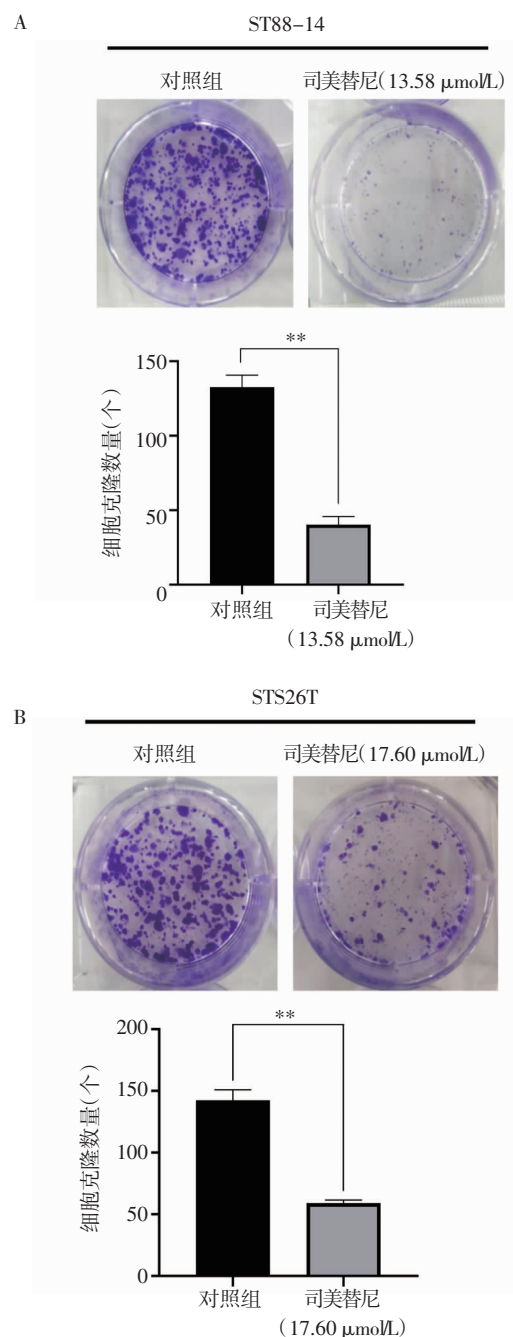 A
ST88-14
对照组
司美替尼(13.58 μmol/L)
**
细胞克隆数量(个)
150
100
50
0
对照组
司美替尼
(13.58 μmol/L)
STS26T
B
对照组
司美替尼(17.60 μmol/L)
**
细胞克隆数量(个)
200
150
100
50
0
对照组
司美替尼
(17.60 μmol/L)